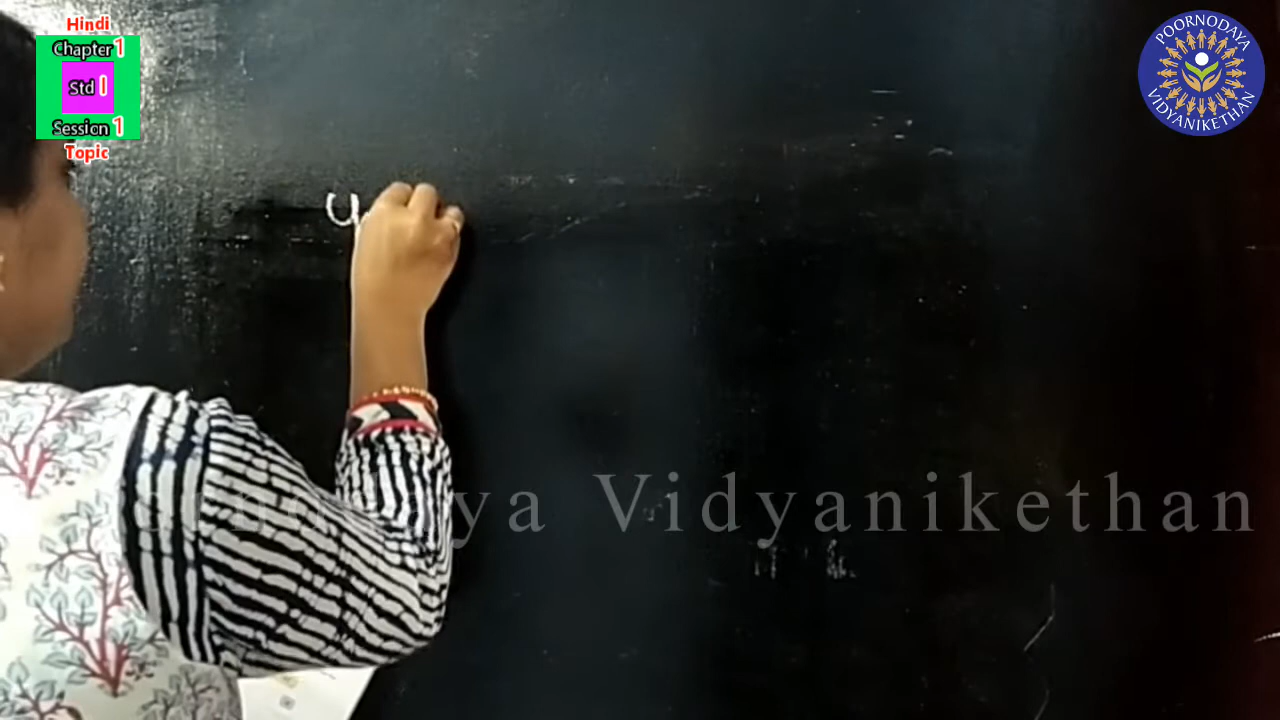 Hindi
Chapter 1
Std I
Session 1
Topic
POORNODAYA
VIDYANIKETHAN
Vidyanikethan